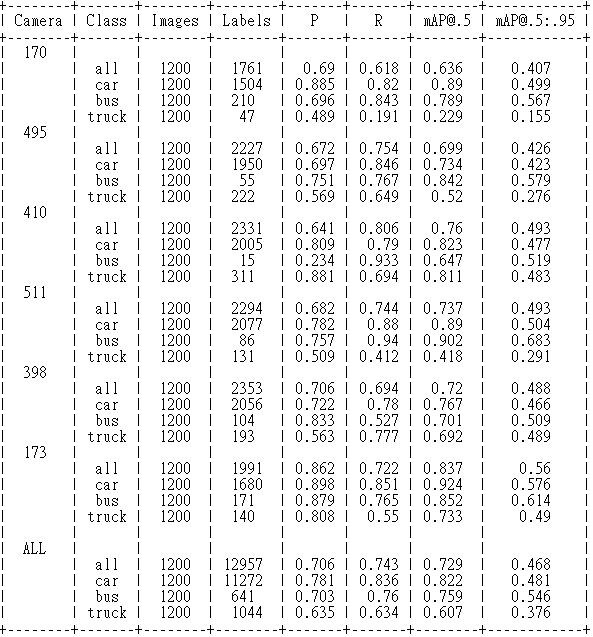 +--------+-------+--------+--------+-------+-------+--------+------------+
| Camera | Class | Images | Labels | P | R | mAP@.5 | mAP@.5:.95 |
+--------+-------+--------+--------+-------+-------+--------+------------+
| 170 | | | | | | | |
| | all | 1200 | 1761 | 0.69 | 0.618 | 0.636 | 0.407 |
| | car | 1200 | 1504 | 0.885 | 0.82 | 0.89 | 0.499 |
| | bus | 1200 | 210 | 0.696 | 0.843 | 0.789 | 0.567 |
| | truck | 1200 | 47 | 0.489 | 0.191 | 0.229 | 0.155 |
| 495 | | | | | | | |
| | all | 1200 | 2227 | 0.672 | 0.754 | 0.699 | 0.426 |
| | car | 1200 | 1950 | 0.697 | 0.846 | 0.734 | 0.423 |
| | bus | 1200 | 55 | 0.751 | 0.767 | 0.842 | 0.579 |
| | truck | 1200 | 222 | 0.569 | 0.649 | 0.52 | 0.276 |
| 410 | | | | | | | |
| | all | 1200 | 2331 | 0.641 | 0.806 | 0.76 | 0.493 |
| | car | 1200 | 2005 | 0.809 | 0.79 | 0.823 | 0.477 |
| | bus | 1200 | 15 | 0.234 | 0.933 | 0.647 | 0.519 |
| | truck | 1200 | 311 | 0.881 | 0.694 | 0.811 | 0.483 |
| 511 | | | | | | | |
| | all | 1200 | 2294 | 0.682 | 0.744 | 0.737 | 0.493 |
| | car | 1200 | 2077 | 0.782 | 0.88 | 0.89 | 0.504 |
| | bus | 1200 | 86 | 0.757 | 0.94 | 0.902 | 0.683 |
| | truck | 1200 | 131 | 0.509 | 0.412 | 0.418 | 0.291 |
| 398 | | | | | | | |
| | all | 1200 | 2353 | 0.706 | 0.694 | 0.72 | 0.488 |
| | car | 1200 | 2056 | 0.722 | 0.78 | 0.767 | 0.466 |
| | bus | 1200 | 104 | 0.833 | 0.527 | 0.701 | 0.509 |
| | truck | 1200 | 193 | 0.563 | 0.777 | 0.692 | 0.489 |
| 173 | | | | | | | |
| | all | 1200 | 1991 | 0.862 | 0.722 | 0.837 | 0.56 |
| | car | 1200 | 1680 | 0.898 | 0.851 | 0.924 | 0.576 |
| | bus | 1200 | 171 | 0.879 | 0.765 | 0.852 | 0.614 |
| | truck | 1200 | 140 | 0.808 | 0.55 | 0.733 | 0.49 |
| | | | | | | | |
| ALL | | | | | | | |
| | all | 1200 | 12957 | 0.706 | 0.743 | 0.729 | 0.468 |
| | car | 1200 | 11272 | 0.781 | 0.836 | 0.822 | 0.481 |
| | bus | 1200 | 641 | 0.703 | 0.76 | 0.759 | 0.546 |
| | truck | 1200 | 1044 | 0.635 | 0.634 | 0.607 | 0.376 |
+--------+-------+--------+--------+-------+-------+--------+------------+